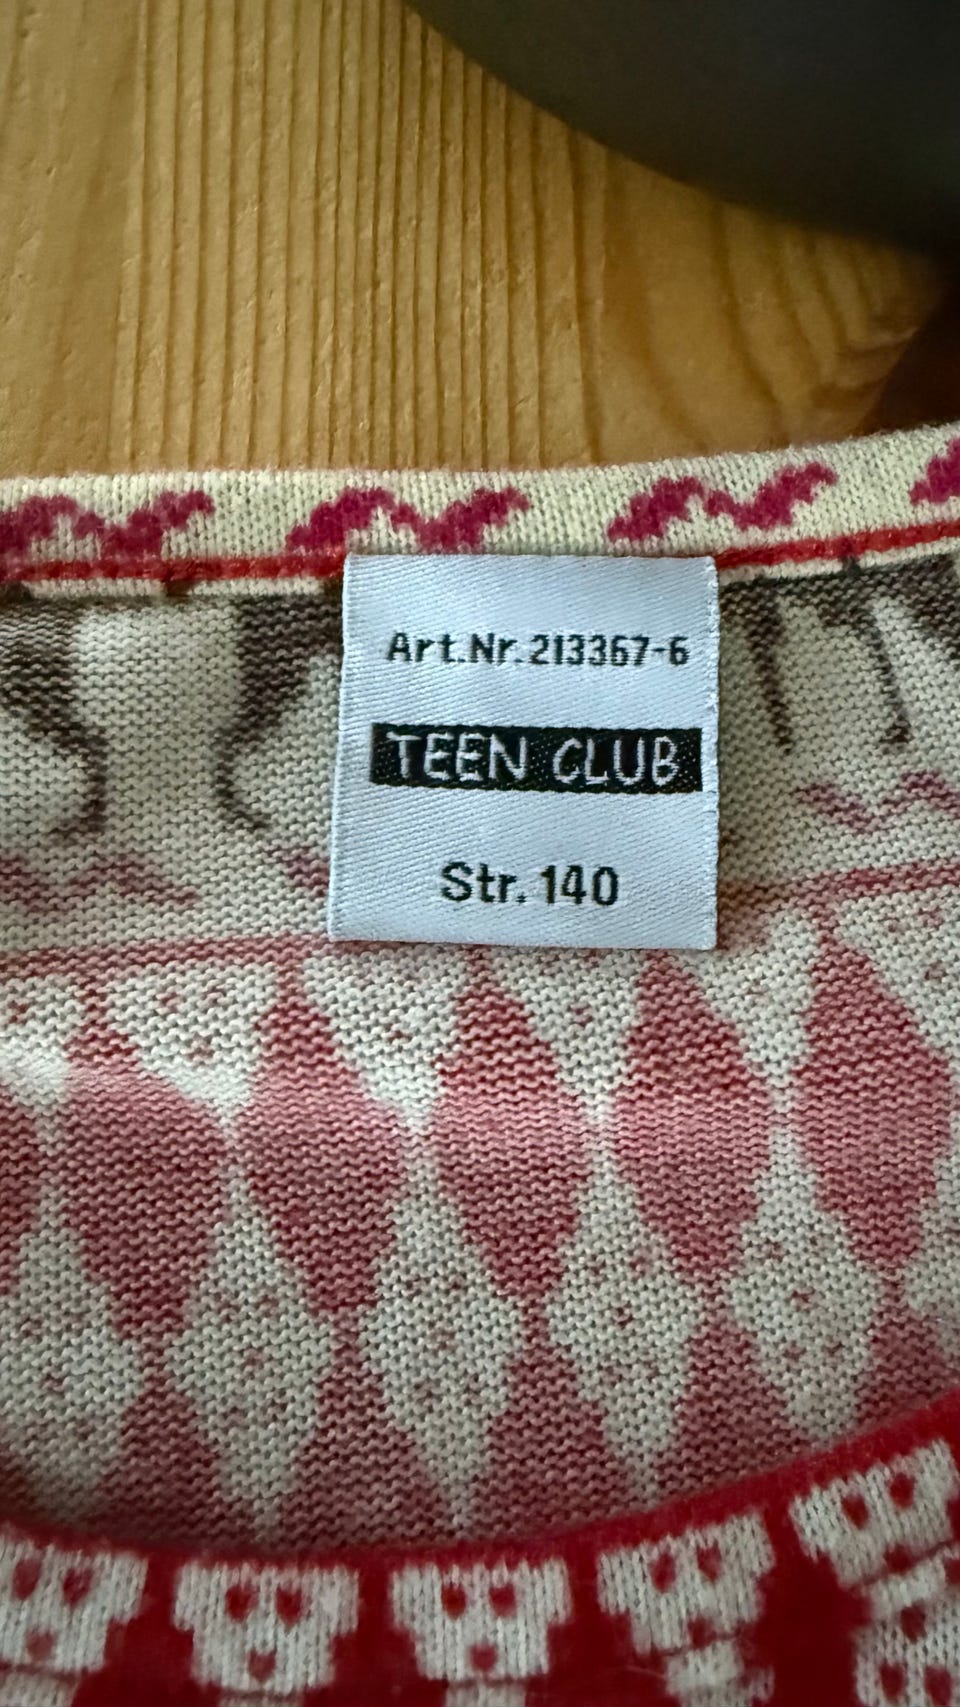 Art.Nr.213367-6
TEEN CLUB
Str. 140